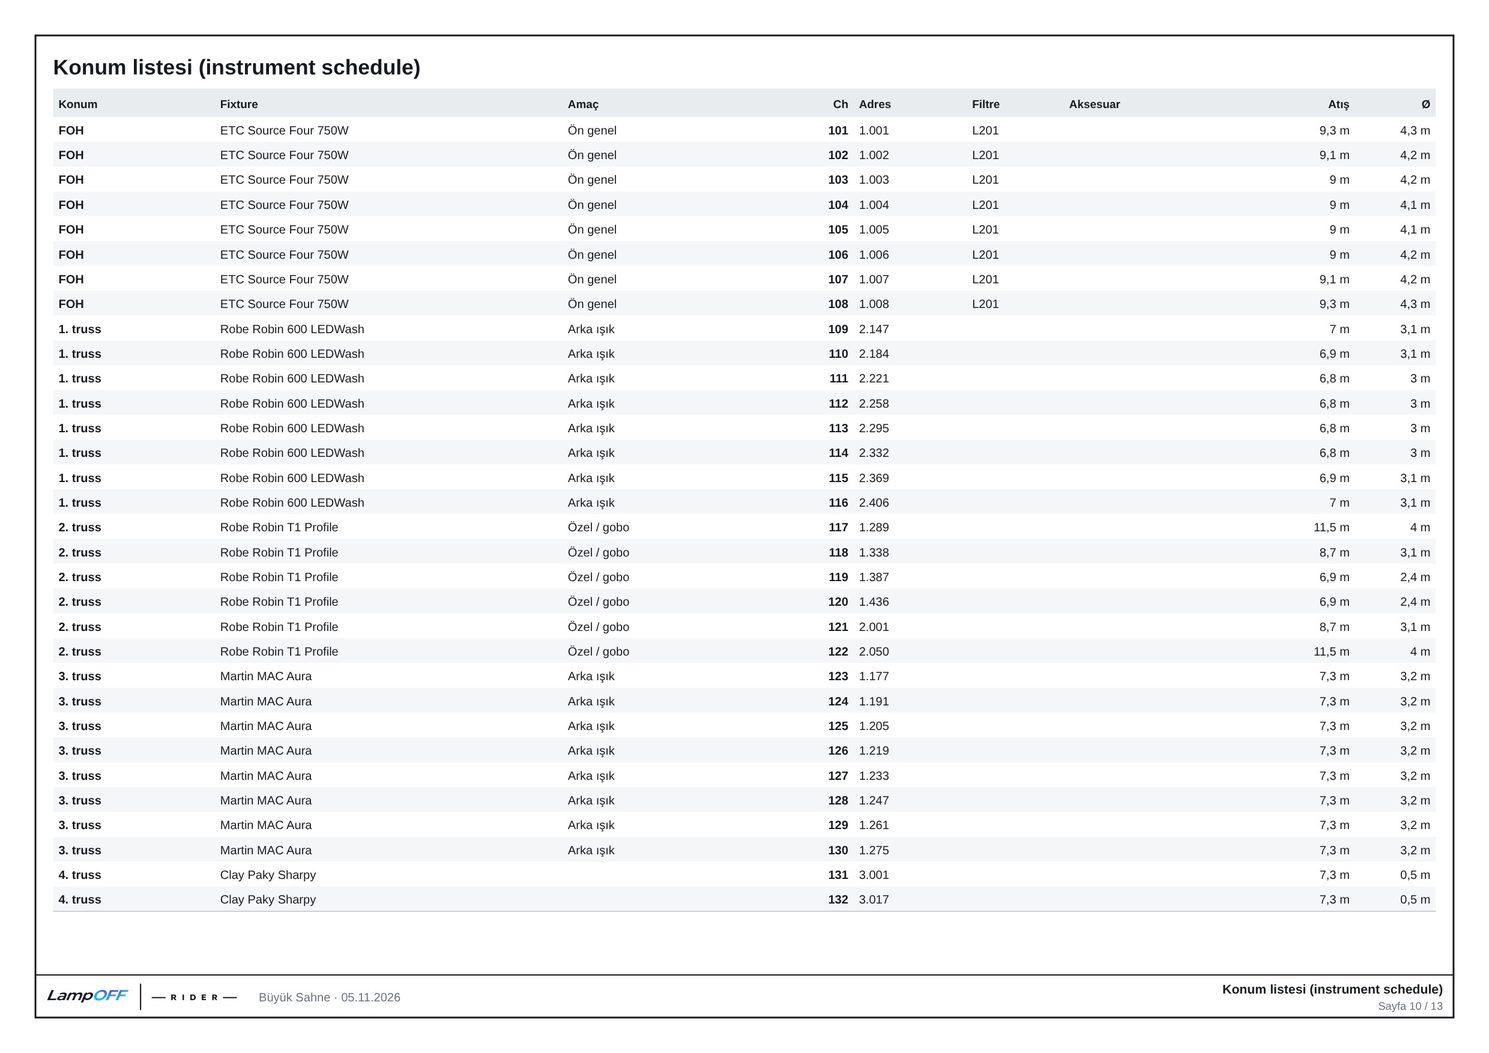 Konum listesi (instrument schedule)
Konum Fixture Amaç Ch Adres Filtre Aksesuar Atış Ø
FOH ETC Source Four 750W Ön genel 101 1.001 L201 9,3 m 4,3 m
FOH ETC Source Four 750W Ön genel 102 1.002 L201 9,1 m 4,2 m
FOH ETC Source Four 750W Ön genel 103 1.003 L201 9 m 4,2 m
FOH ETC Source Four 750W Ön genel 104 1.004 L201 9 m 4,1 m
FOH ETC Source Four 750W Ön genel 105 1.005 L201 9 m 4,1 m
FOH ETC Source Four 750W Ön genel 106 1.006 L201 9 m 4,2 m
FOH ETC Source Four 750W Ön genel 107 1.007 L201 9,1 m 4,2 m
FOH ETC Source Four 750W Ön genel 108 1.008 L201 9,3 m 4,3 m
1. truss Robe Robin 600 LEDWash Arka ışık 109 2.147 7 m 3,1 m
1. truss Robe Robin 600 LEDWash Arka ışık 110 2.184 6,9 m 3,1 m
1. truss Robe Robin 600 LEDWash Arka ışık 111 2.221 6,8 m 3 m
1. truss Robe Robin 600 LEDWash Arka ışık 112 2.258 6,8 m 3 m
1. truss Robe Robin 600 LEDWash Arka ışık 113 2.295 6,8 m 3 m
1. truss Robe Robin 600 LEDWash Arka ışık 114 2.332 6,8 m 3 m
1. truss Robe Robin 600 LEDWash Arka ışık 115 2.369 6,9 m 3,1 m
1. truss Robe Robin 600 LEDWash Arka ışık 116 2.406 7 m 3,1 m
2. truss Robe Robin T1 Profile Özel / gobo 117 1.289 11,5 m 4 m
2. truss Robe Robin T1 Profile Özel / gobo 118 1.338 8,7 m 3,1 m
2. truss Robe Robin T1 Profile Özel / gobo 119 1.387 6,9 m 2,4 m
2. truss Robe Robin T1 Profile Özel / gobo 120 1.436 6,9 m 2,4 m
2. truss Robe Robin T1 Profile Özel / gobo 121 2.001 8,7 m 3,1 m
2. truss Robe Robin T1 Profile Özel / gobo 122 2.050 11,5 m 4 m
3. truss Martin MAC Aura Arka ışık 123 1.177 7,3 m 3,2 m
3. truss Martin MAC Aura Arka ışık 124 1.191 7,3 m 3,2 m
3. truss Martin MAC Aura Arka ışık 125 1.205 7,3 m 3,2 m
3. truss Martin MAC Aura Arka ışık 126 1.219 7,3 m 3,2 m
3. truss Martin MAC Aura Arka ışık 127 1.233 7,3 m 3,2 m
3. truss Martin MAC Aura Arka ışık 128 1.247 7,3 m 3,2 m
3. truss Martin MAC Aura Arka ışık 129 1.261 7,3 m 3,2 m
3. truss Martin MAC Aura Arka ışık 130 1.275 7,3 m 3,2 m
4. truss Clay Paky Sharpy 131 3.001 7,3 m 0,5 m
4. truss Clay Paky Sharpy 132 3.017 7,3 m 0,5 m
LampOFF RIDER Büyük Sahne · 05.11.2026
Konum listesi (instrument schedule)
Sayfa 10 / 13